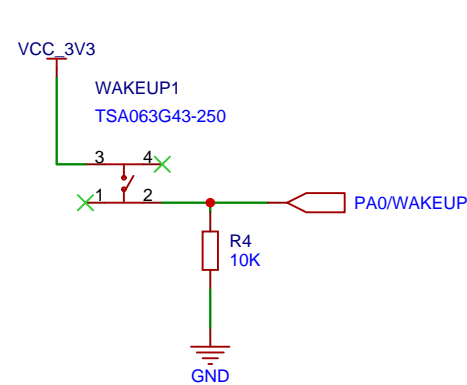 VCC_3V3
WAKEUP1
TSA063G43-250
3 4
1 2
PA0/WAKEUP
R4
10K
GND